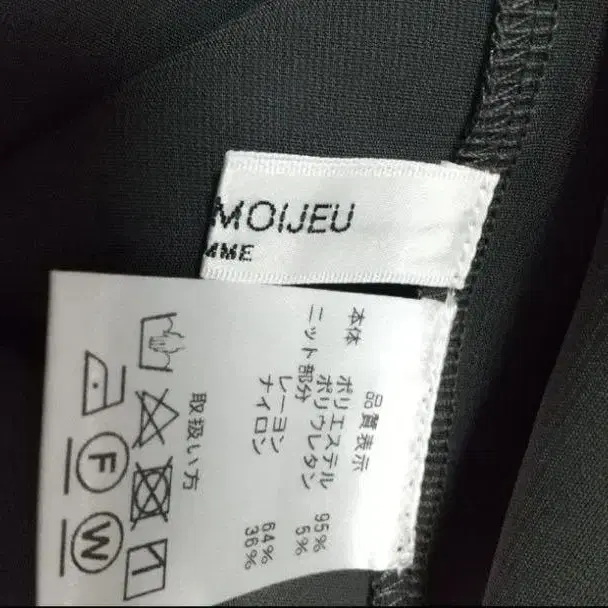 MOIJEU
MME
品質表示
本体 ポリエステル 95%
ポリウレタン 5%
ニット部分
レーヨン 64%
ナイロン 36%
取扱い方
F
W